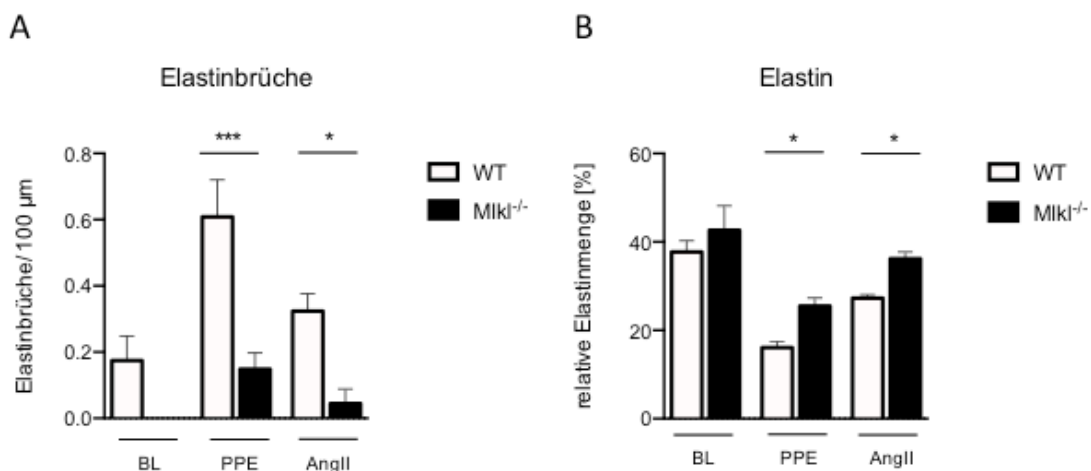 A
Elastinbrüche
***
*
0.8
0.6
0.4
0.2
0.0
Elastinbrüche/ 100 µm
BL
PPE
AngII
WT
Mlkl-/-
B
Elastin
*
*
60
40
20
0
relative Elastinmenge [%]
BL
PPE
AngII
WT
Mlkl-/-